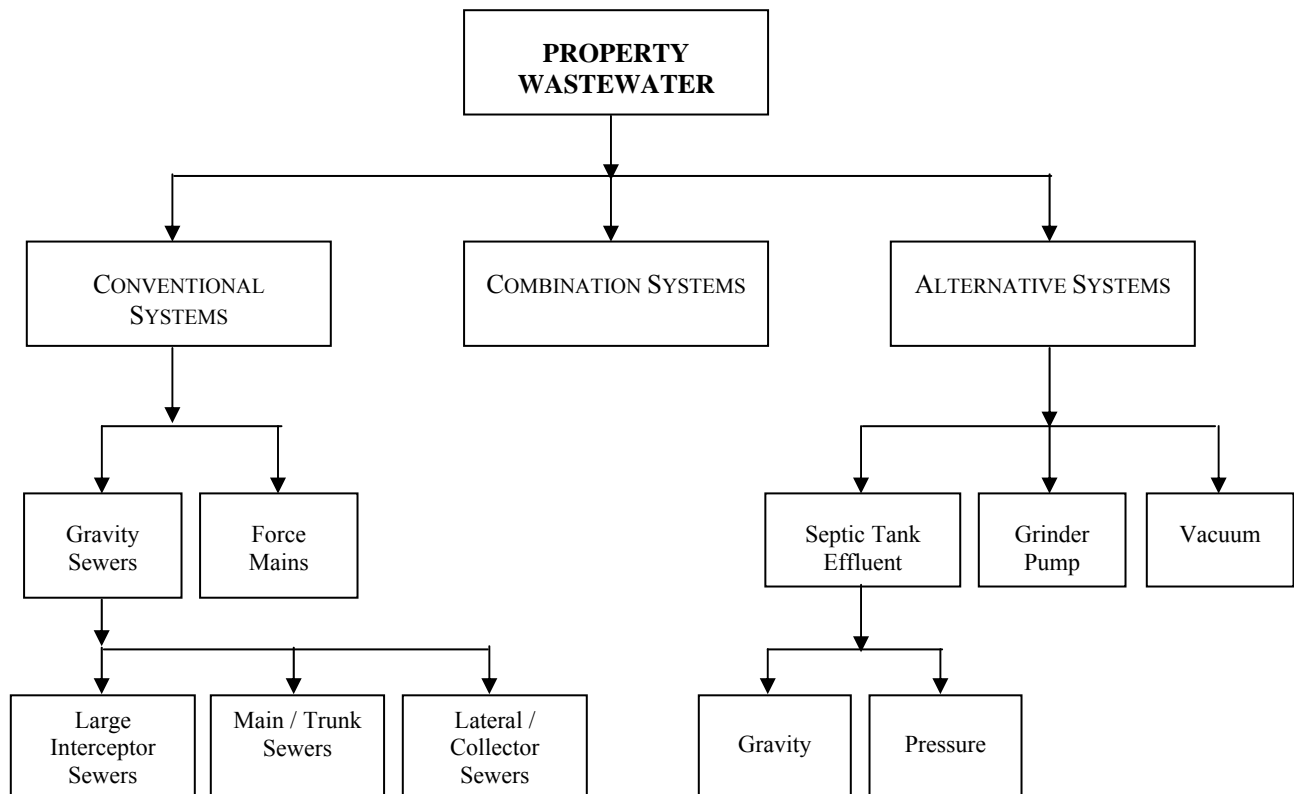 PROPERTY
WASTEWATER
CONVENTIONAL
SYSTEMS
COMBINATION SYSTEMS
ALTERNATIVE SYSTEMS
Gravity
Sewers
Force
Mains
Septic Tank
Effluent
Grinder
Pump
Vacuum
Large
Interceptor
Sewers
Main / Trunk
Sewers
Lateral /
Collector
Sewers
Gravity
Pressure